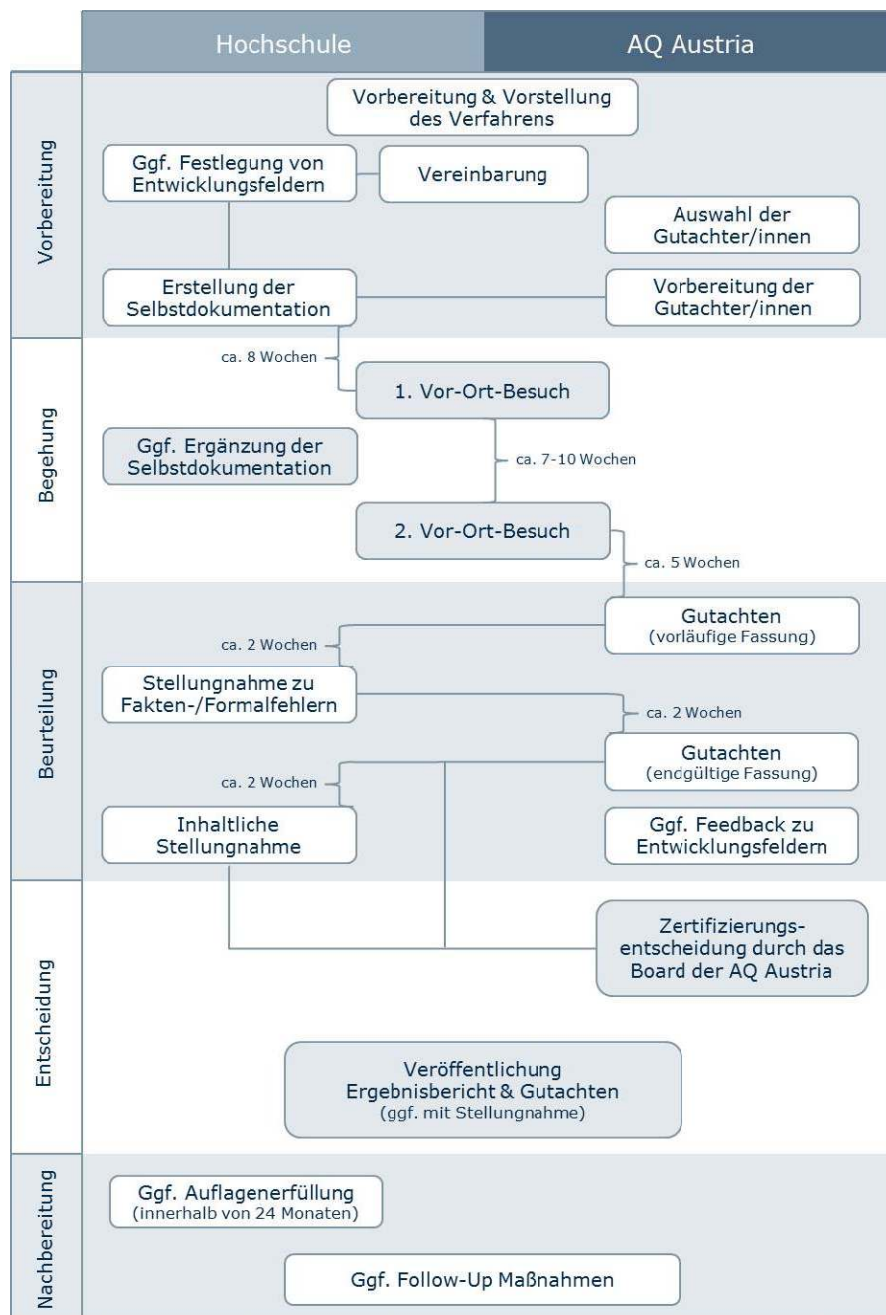 Hochschule
AQ Austria
Vorbereitung
Vorbereitung & Vorstellung
des Verfahrens
Ggf. Festlegung von
Entwicklungsfeldern
Vereinbarung
Auswahl der
Gutachter/innen
Erstellung der
Selbstdokumentation
Vorbereitung der
Gutachter/innen
Begehung
ca. 8 Wochen
1. Vor-Ort-Besuch
Ggf. Ergänzung der
Selbstdokumentation
ca. 7-10 Wochen
2. Vor-Ort-Besuch
ca. 5 Wochen
Beurteilung
Gutachten
(vorläufige Fassung)
ca. 2 Wochen
Stellungnahme zu
Fakten-/Formalfehlern
ca. 2 Wochen
Gutachten
(endgültige Fassung)
ca. 2 Wochen
Inhaltliche
Stellungnahme
Ggf. Feedback zu
Entwicklungsfeldern
Entscheidung
Zertifizierungs-
entscheidung durch das
Board der AQ Austria
Veröffentlichung
Ergebnisbericht & Gutachten
(ggf. mit Stellungnahme)
Nachbereitung
Ggf. Auflagenerfüllung
(innerhalb von 24 Monaten)
Ggf. Follow-Up Maßnahmen